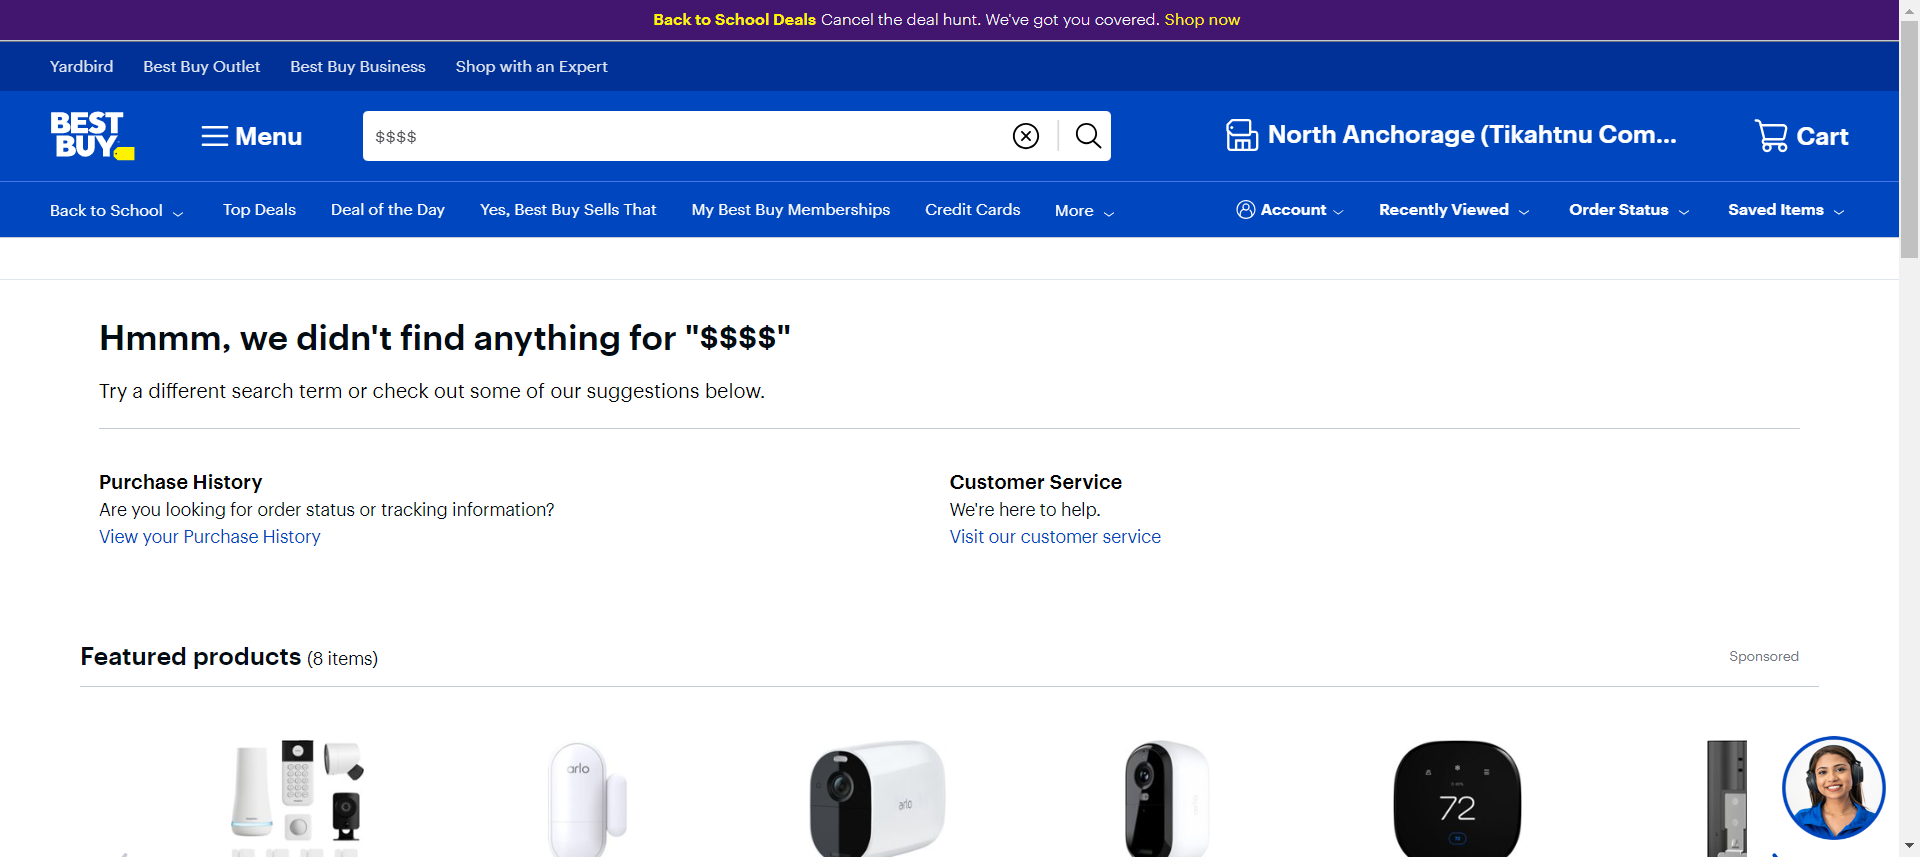 Back to School Deals Cancel the deal hunt. We've got you covered. Shop now
Yardbird Best Buy Outlet Best Buy Business Shop with an Expert
BEST BUY
Menu
$$$$
North Anchorage (Tikahtnu Com...
Cart
Back to School Top Deals Deal of the Day Yes, Best Buy Sells That My Best Buy Memberships Credit Cards More Account Recently Viewed Order Status Saved Items
Hmmm, we didn't find anything for "$$$$"
Try a different search term or check out some of our suggestions below.
Purchase History
Are you looking for order status or tracking information?
View your Purchase History
Customer Service
We're here to help.
Visit our customer service
Featured products (8 items)
Sponsored
arlo
arlo
72